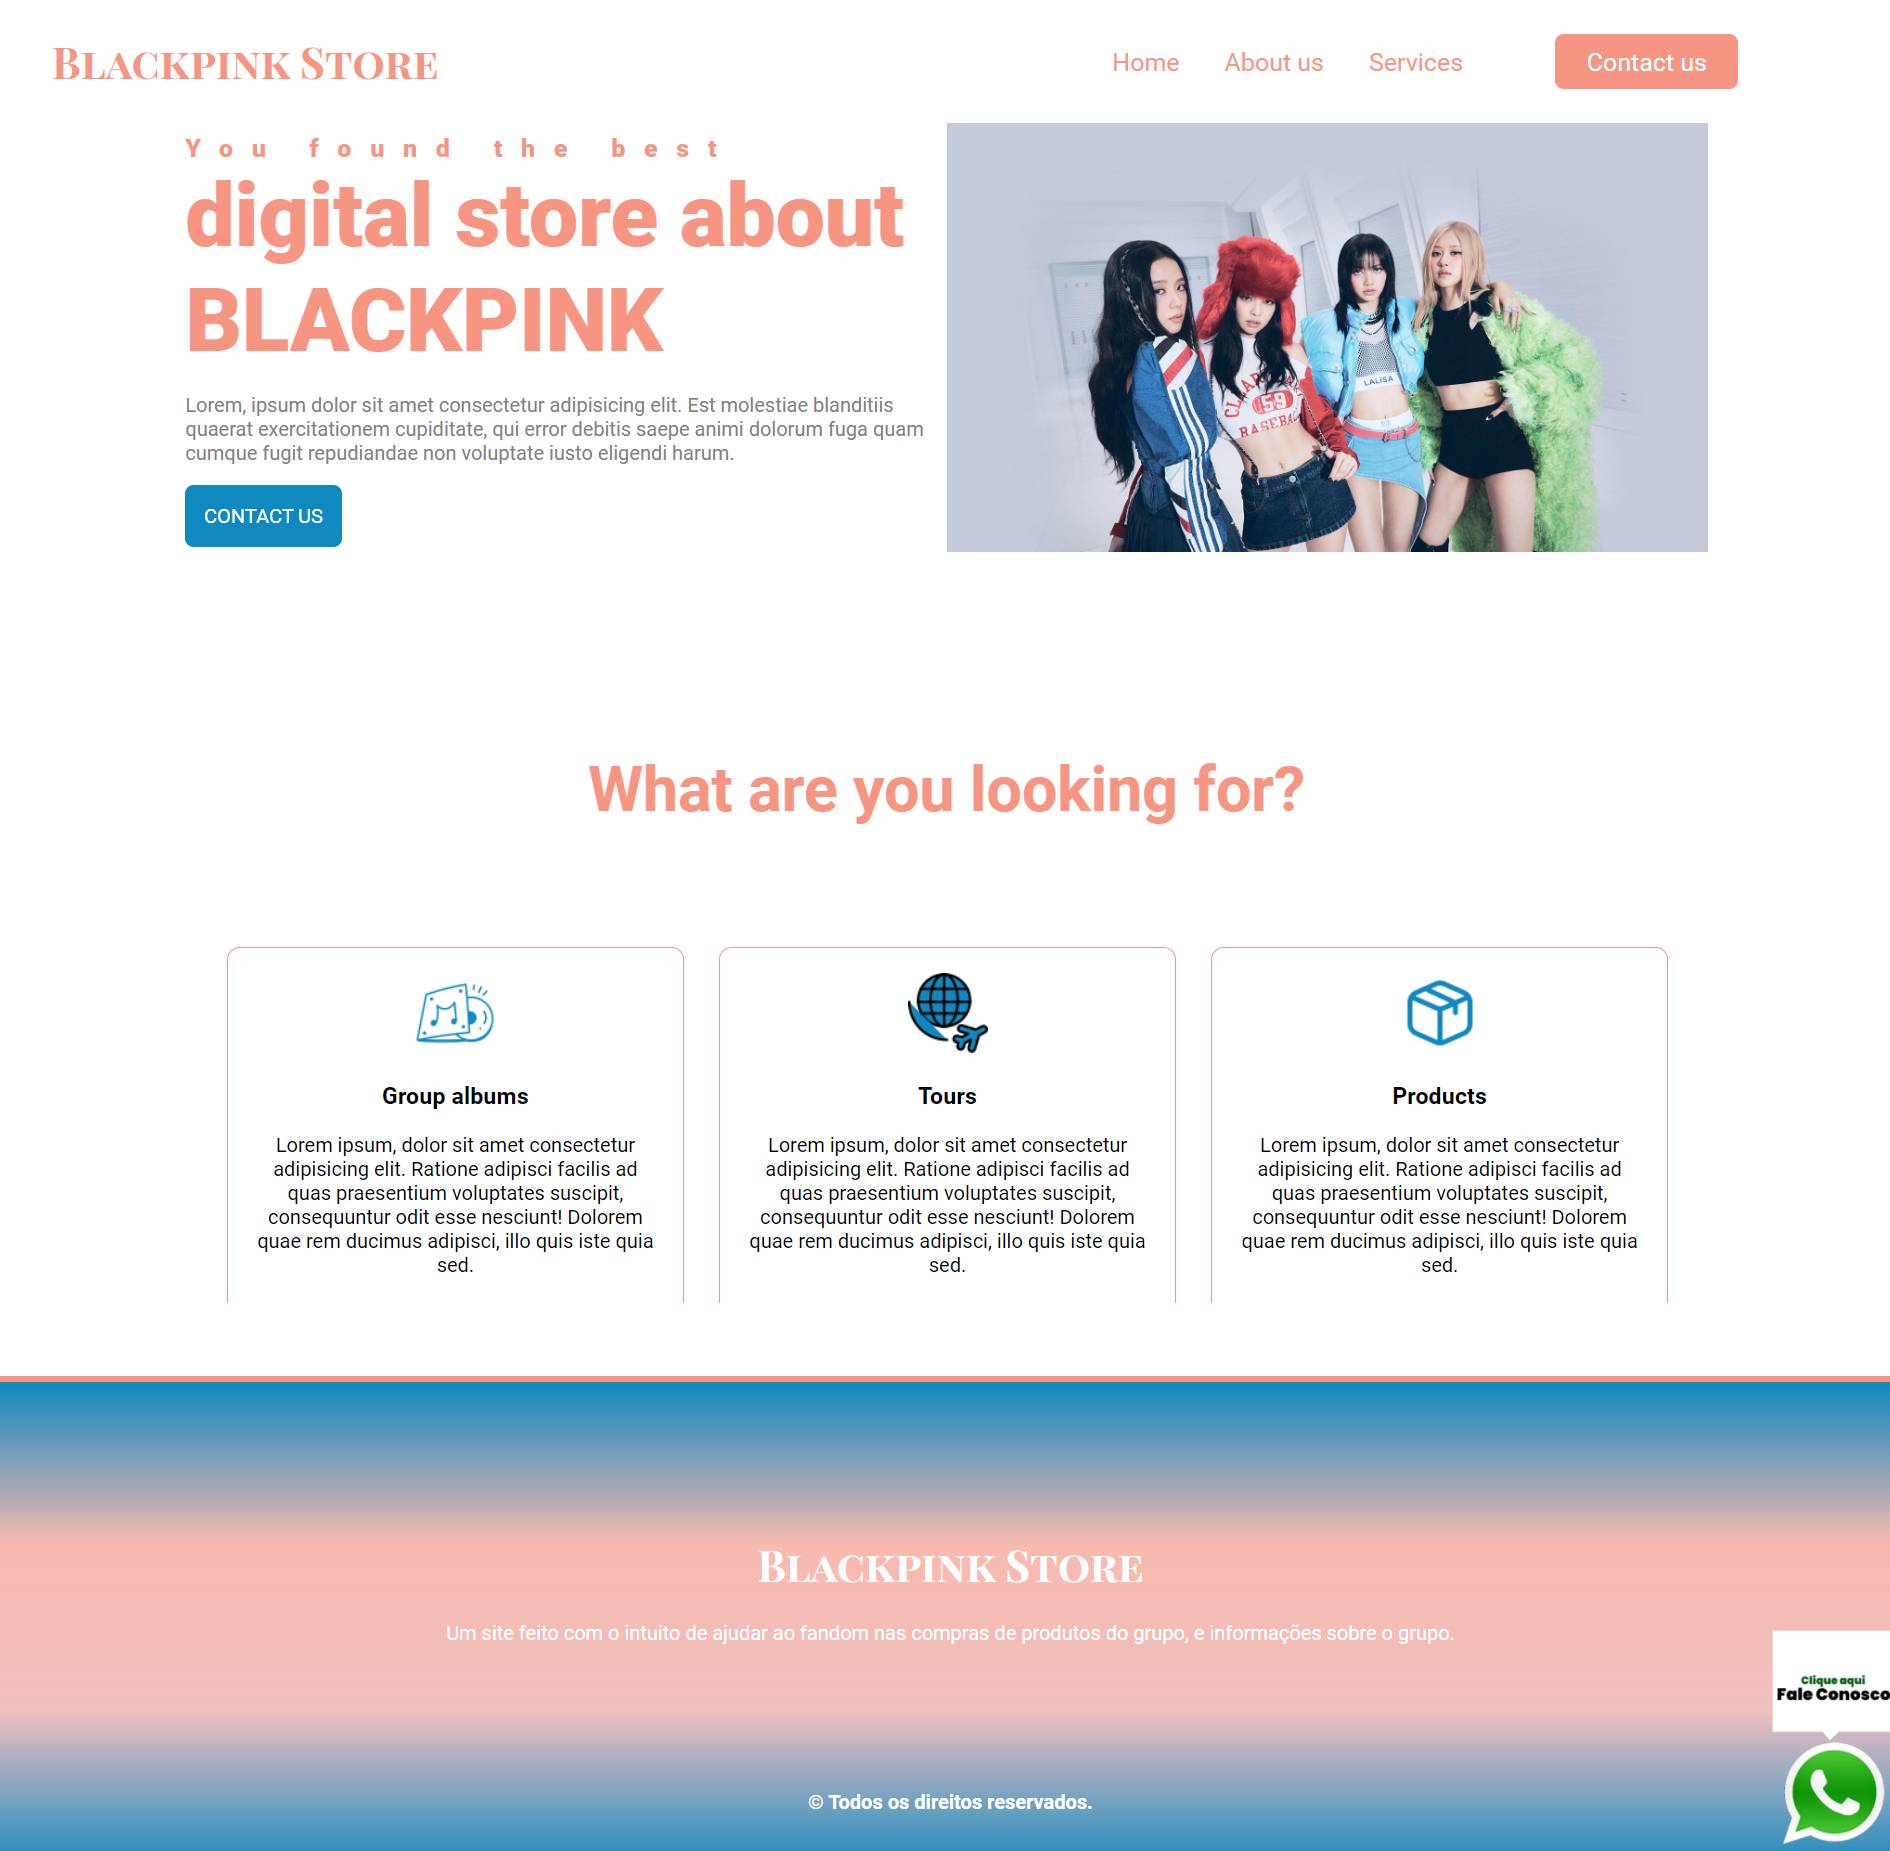 Blackpink Store
Home
About us
Services
Contact us
You found the best
digital store about
BLACKPINK
Lorem, ipsum dolor sit amet consectetur adipisicing elit. Est molestiae blanditiis
quaerat exercitationem cupiditate, qui error debitis saepe animi dolorum fuga quam
cumque fugit repudiandae non voluptate iusto eligendi harum.
CONTACT US
LALISA
59
What are you looking for?
Group albums
Lorem ipsum, dolor sit amet consectetur
adipisicing elit. Ratione adipisci facilis ad
quas praesentium voluptates suscipit,
consequuntur odit esse nesciunt! Dolorem
quae rem ducimus adipisci, illo quis iste quia
sed.
Tours
Lorem ipsum, dolor sit amet consectetur
adipisicing elit. Ratione adipisci facilis ad
quas praesentium voluptates suscipit,
consequuntur odit esse nesciunt! Dolorem
quae rem ducimus adipisci, illo quis iste quia
sed.
Products
Lorem ipsum, dolor sit amet consectetur
adipisicing elit. Ratione adipisci facilis ad
quas praesentium voluptates suscipit,
consequuntur odit esse nesciunt! Dolorem
quae rem ducimus adipisci, illo quis iste quia
sed.
Blackpink Store
Um site feito com o intuito de ajudar ao fandom nas compras de produtos do grupo, e informações sobre o grupo.
Clique aqui
Fale Conosco
© Todos os direitos reservados.